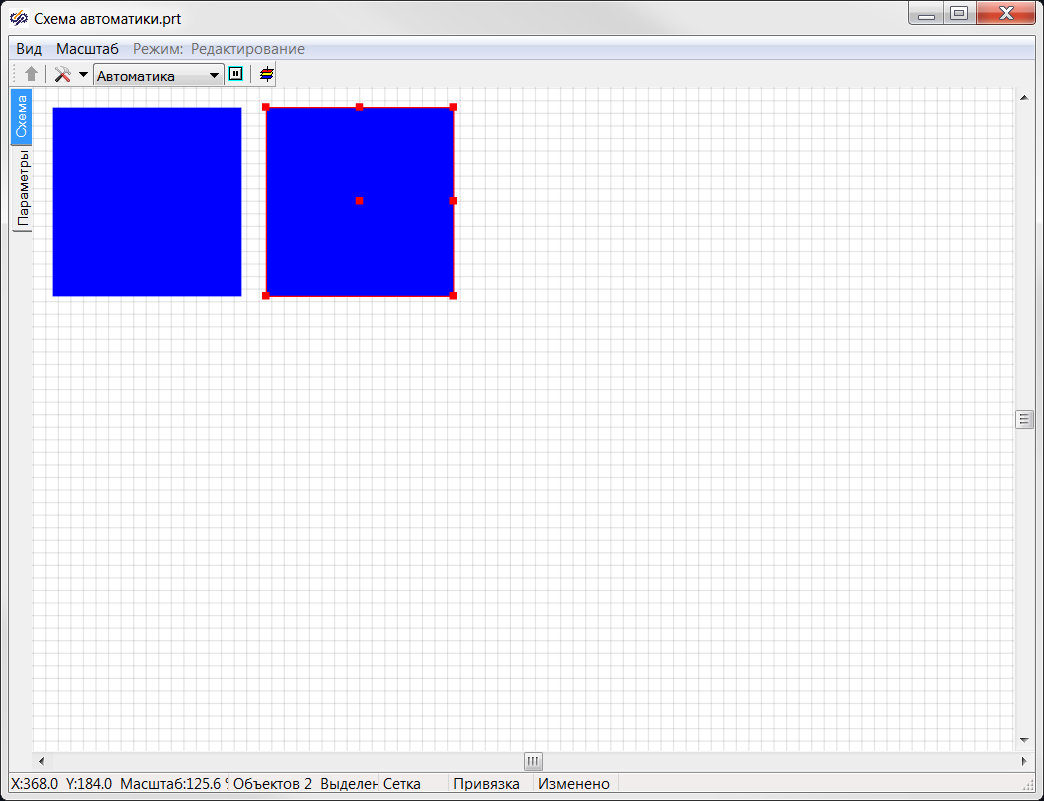 Схема автоматики.prt
Вид Масштаб Режим: Редактирование
Автоматика
Схема
Параметры
X:368.0 Y:184.0 Масштаб:125.6 Объектов 2 Выделен Сетка Привязка Изменено